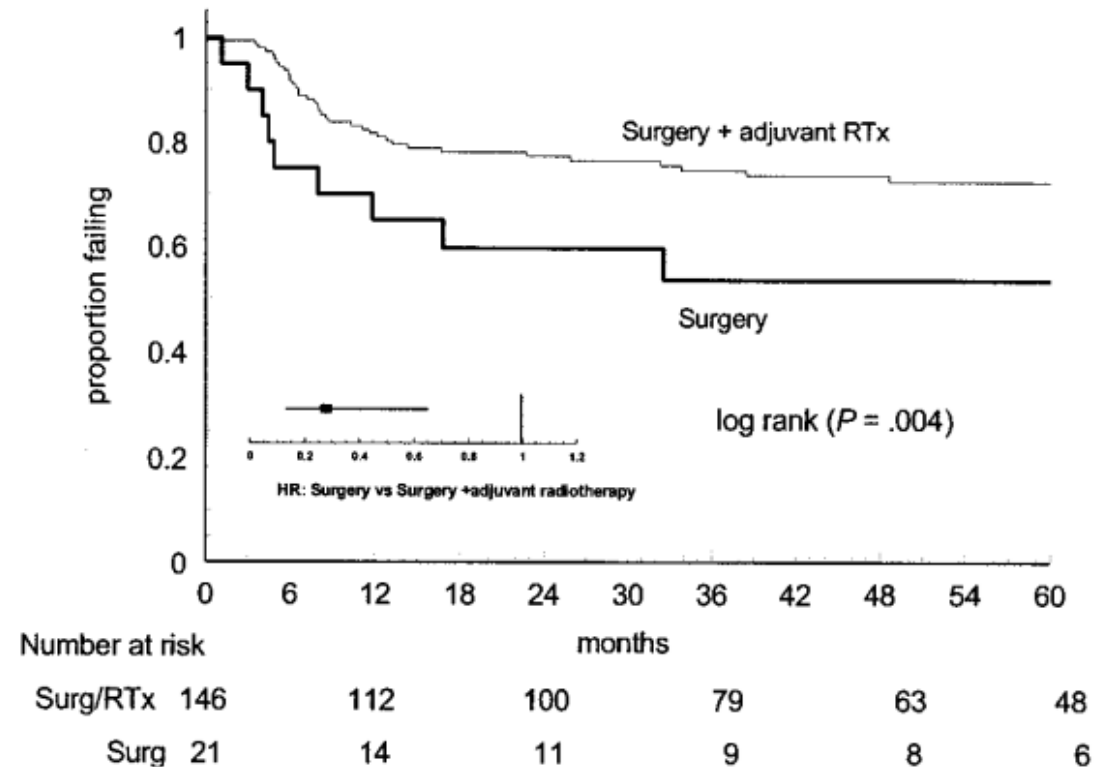 1
0.8
0.6
0.4
0.2
0
proportion failing
Surgery + adjuvant RTx
Surgery
log rank (P = .004)
0 0.2 0.4 0.6 0.8 1 1.2
HR: Surgery vs Surgery +adjuvant radiotherapy
0 6 12 18 24 30 36 42 48 54 60
months
Number at risk
Surg/RTx 146 112 100 79 63 48
Surg 21 14 11 9 8 6